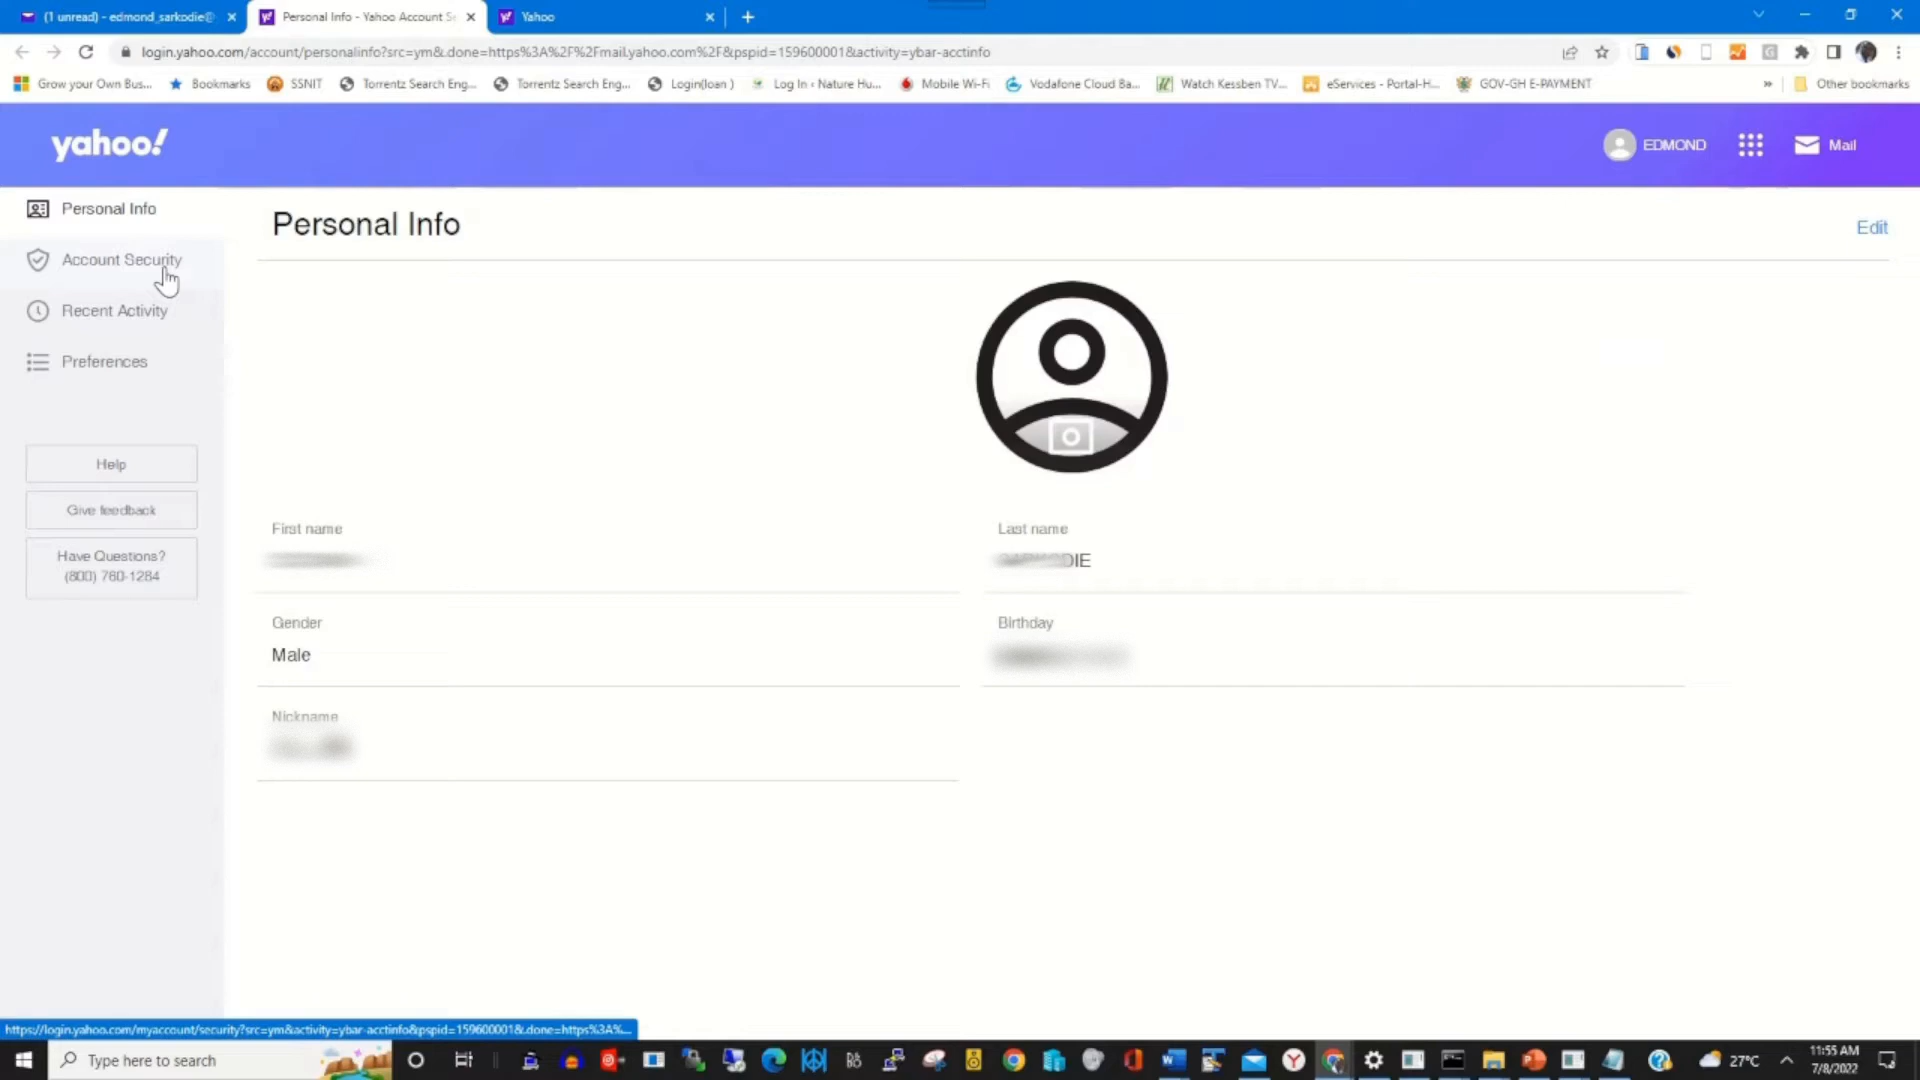 (1 unread) - edmond_sarkodie@
Personal Info - Yahoo Account Se
Yahoo
login.yahoo.com/account/personalinfo?src=ym&.done=https%3A%2F%2Fmail.yahoo.com%2F&pspid=159600001&activity=ybar-acctinfo
Grow your Own Bus...
Bookmarks
SSNIT
Torrentz Search Eng...
Torrentz Search Eng...
Login(loan )
Log In ‹ Nature Hu...
Mobile Wi-Fi
Vodafone Cloud Ba...
Watch Kessben TV...
eServices - Portal-H...
GOV-GH E-PAYMENT
»
Other bookmarks
yahoo!
EDMOND
Mail
Personal Info
Account Security
Recent Activity
Preferences
Help
Give feedback
Have Questions?
(800) 760-1284
Personal Info
Edit
First name
Last name
DIE
Gender
Male
Birthday
Nickname
https://login.yahoo.com/myaccount/security?src=ym&activity=ybar-acctinfo&pspid=159600001&.done=https%3A%...
Type here to search
27°C
11:55 AM
7/8/2022